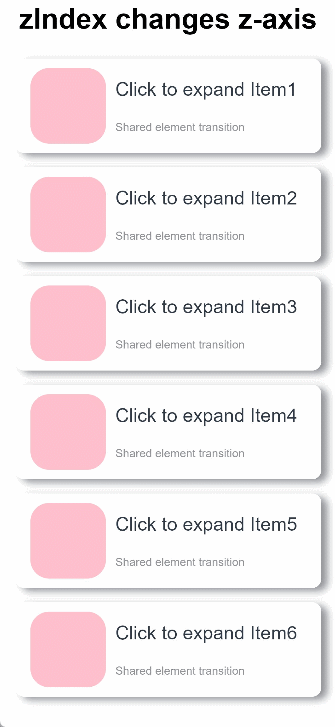 zIndex changes z-axis
Click to expand Item1
Shared element transition
Click to expand Item2
Shared element transition
Click to expand Item3
Shared element transition
Click to expand Item4
Shared element transition
Click to expand Item5
Shared element transition
Click to expand Item6
Shared element transition